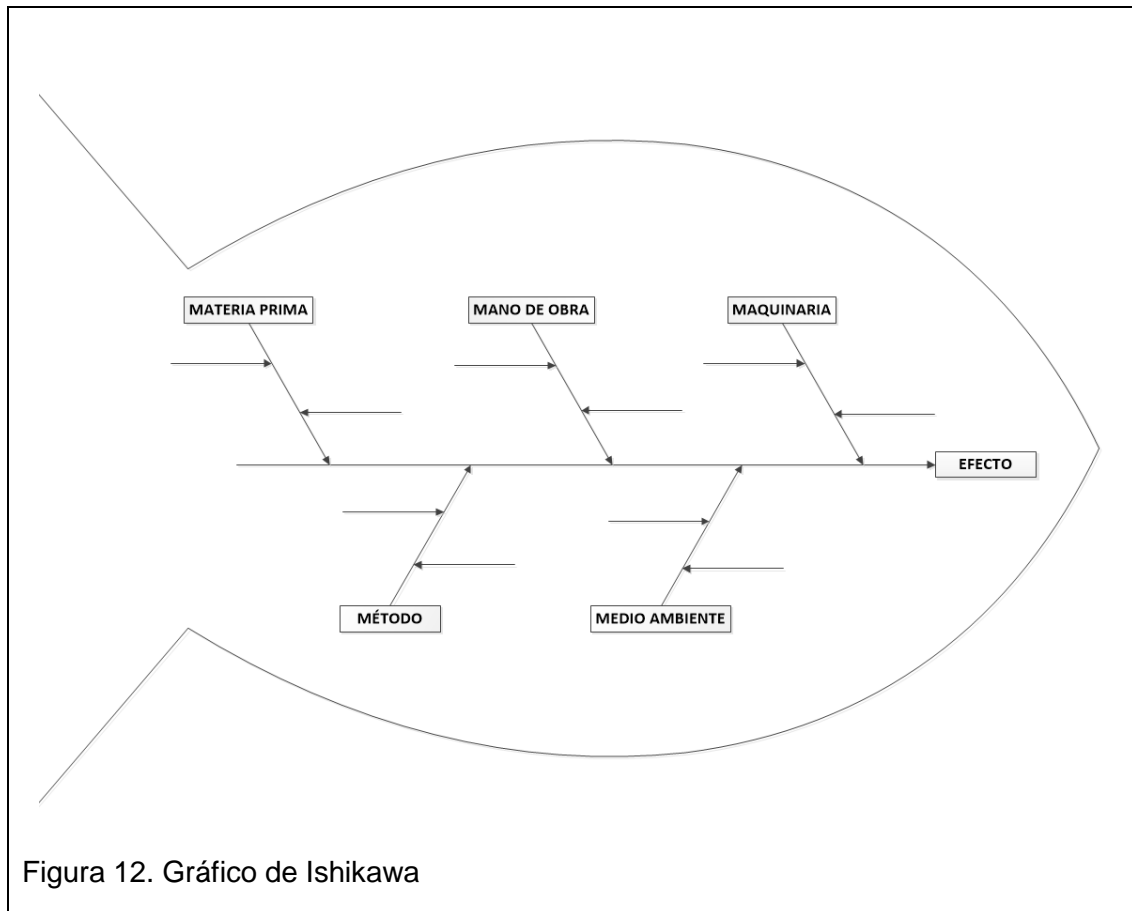 MATERIA PRIMA
MANO DE OBRA
MAQUINARIA
EFECTO
MÉTODO
MEDIO AMBIENTE
Figura 12. Gráfico de Ishikawa